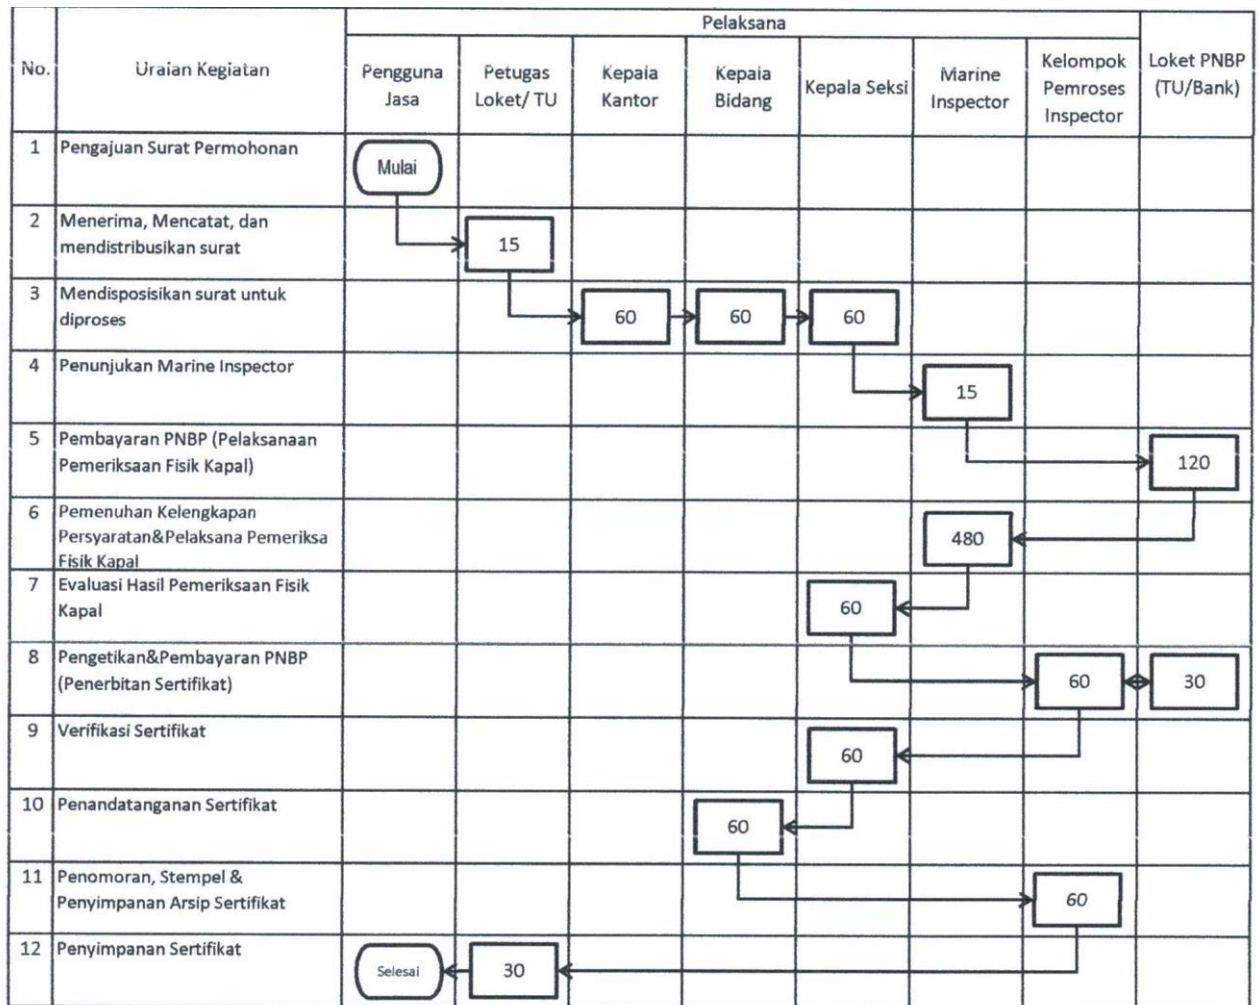 Pelaksana
No.
Uraian Kegiatan
Pengguna
Jasa
Petugas
Loket/ TU
Kepala
Kantor
Kepala
Bidang
Kepala Seksi
Marine
Inspector
Kelompok
Pemroses
Inspector
Loket PNBP
(TU/Bank)
1 Pengajuan Surat Permohonan
Mulai
2 Menerima, Mencatat, dan
mendistribusikan surat
15
3 Mendisposisikan surat untuk
diproses
60 60 60
4 Penunjukan Marine Inspector
15
5 Pembayaran PNBP (Pelaksanaan
Pemeriksaan Fisik Kapal)
120
6 Pemenuhan Kelengkapan
Persyaratan&Pelaksana Pemeriksa
Fisik Kapal
480
7 Evaluasi Hasil Pemeriksaan Fisik
Kapal
60
8 Pengetikan&Pembayaran PNBP
(Penerbitan Sertifikat)
60 30
9 Verifikasi Sertifikat
60
10 Penandatanganan Sertifikat
60
11 Penomoran, Stempel &
Penyimpanan Arsip Sertifikat
60
12 Penyimpanan Sertifikat
Selesai 30